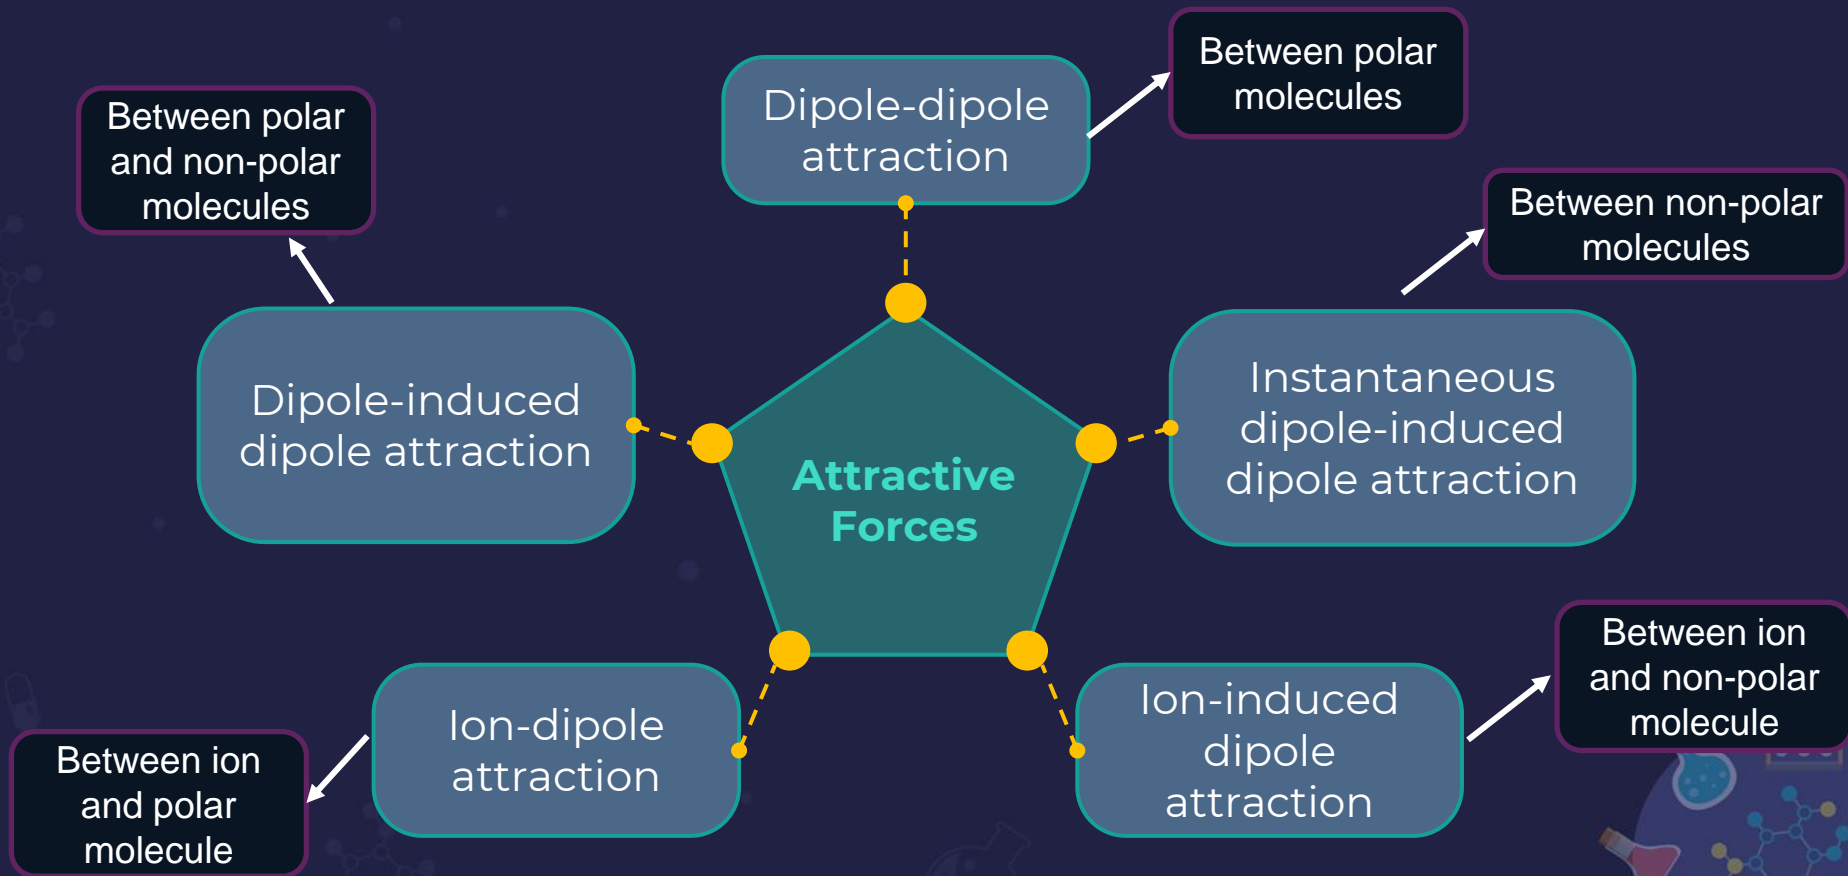 Between polar
molecules
Dipole-dipole
attraction
Between polar
and non-polar
molecules
Between non-polar
molecules
Dipole-induced
dipole attraction
Instantaneous
dipole-induced
dipole attraction
Attractive
Forces
Ion-dipole
attraction
Between ion
and polar
molecule
Ion-induced
dipole
attraction
Between ion
and non-polar
molecule